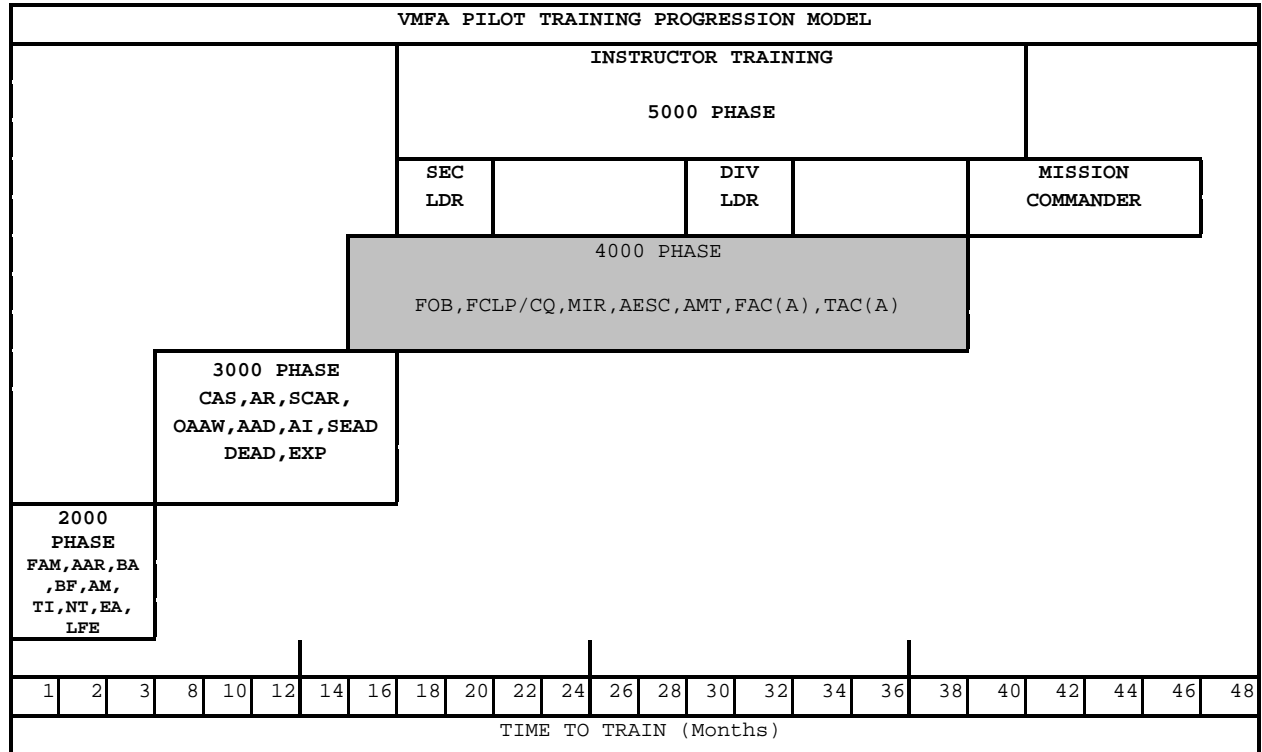 VMFA PILOT TRAINING PROGRESSION MODEL
INSTRUCTOR TRAINING
5000 PHASE
SEC
LDR
DIV
LDR
MISSION
COMMANDER
4000 PHASE
FOB,FCLP/CQ,MIR,AESC,AMT,FAC(A),TAC(A)
3000 PHASE
CAS,AR,SCAR,
OAAW,AAD,AI,SEAD
DEAD,EXP
2000
PHASE
FAM,AAR,BA
,BF,AM,
TI,NT,EA,
LFE
1 2 3 8 10 12 14 16 18 20 22 24 26 28 30 32 34 36 38 40 42 44 46 48
TIME TO TRAIN (Months)